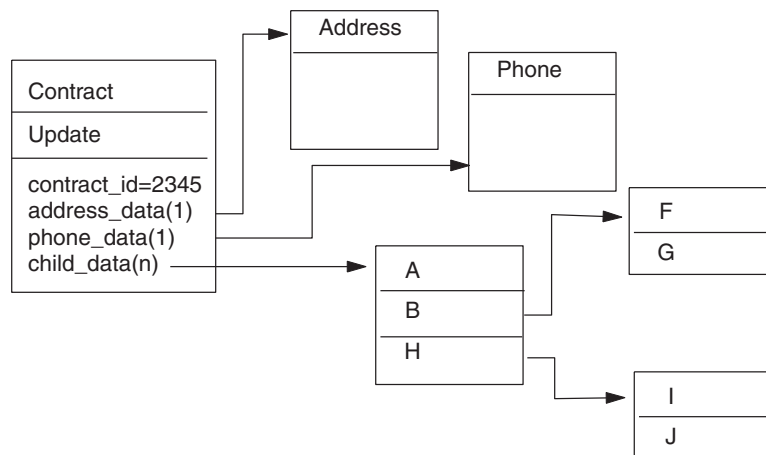 Contract
Update
contract_id=2345
address_data(1)
phone_data(1)
child_data(n)
Address
Phone
A
B
H
F
G
I
J